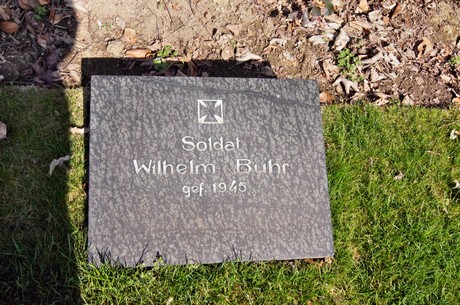 Soldat
Wilhelm Buhr
gef. 1945